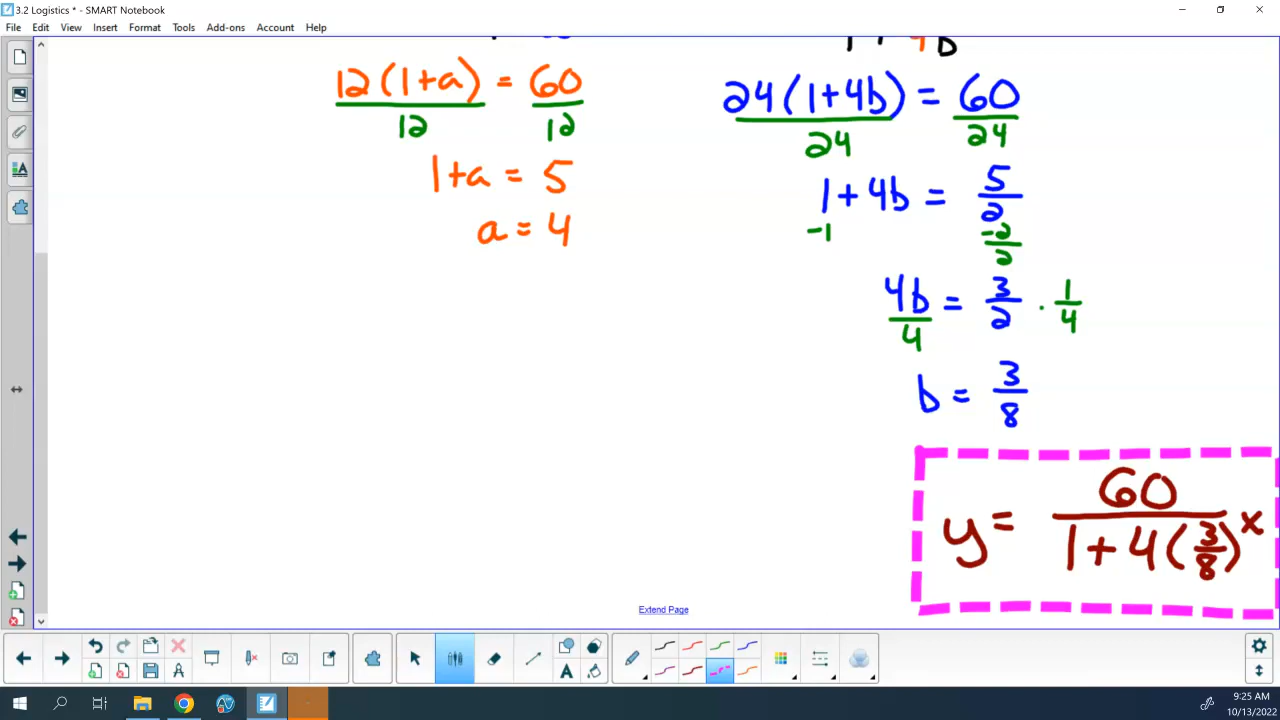 3.2 Logistics * - SMART Notebook
File Edit View Insert Format Tools Add-ons Account Help
12(1+a) = 60
12 12
1+a = 5
a = 4
24(1+4b) = 60
24 24
1+4b = 5/2
-1 -2/2
4b/4 = 3/2 · 1/4
b = 3/8
y = 60/(1+4(3/8)^x)
Extend Page
A
9:25 AM
10/13/2022